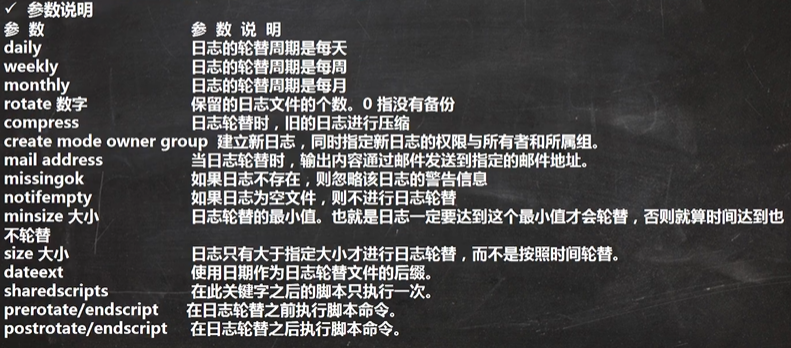 ✓ 参数说明
参 数 参 数 说 明
daily 日志的轮替周期是每天
weekly 日志的轮替周期是每周
monthly 日志的轮替周期是每月
rotate 数字 保留的日志文件的个数。0 指没有备份
compress 日志轮替时，旧的日志进行压缩
create mode owner group 建立新日志，同时指定新日志的权限与所有者和所属组。
mail address 当日志轮替时，输出内容通过邮件发送到指定的邮件地址。
missingok 如果日志不存在，则忽略该日志的警告信息
notifempty 如果日志为空文件，则不进行日志轮替
minsize 大小 日志轮替的最小值。也就是日志一定要达到这个最小值才会轮替，否则就算时间达到也
不轮替
size 大小 日志只有大于指定大小才进行日志轮替，而不是按照时间轮替。
dateext 使用日期作为日志轮替文件的后缀。
sharedscripts 在此关键字之后的脚本只执行一次。
prerotate/endscript 在日志轮替之前执行脚本命令。
postrotate/endscript 在日志轮替之后执行脚本命令。